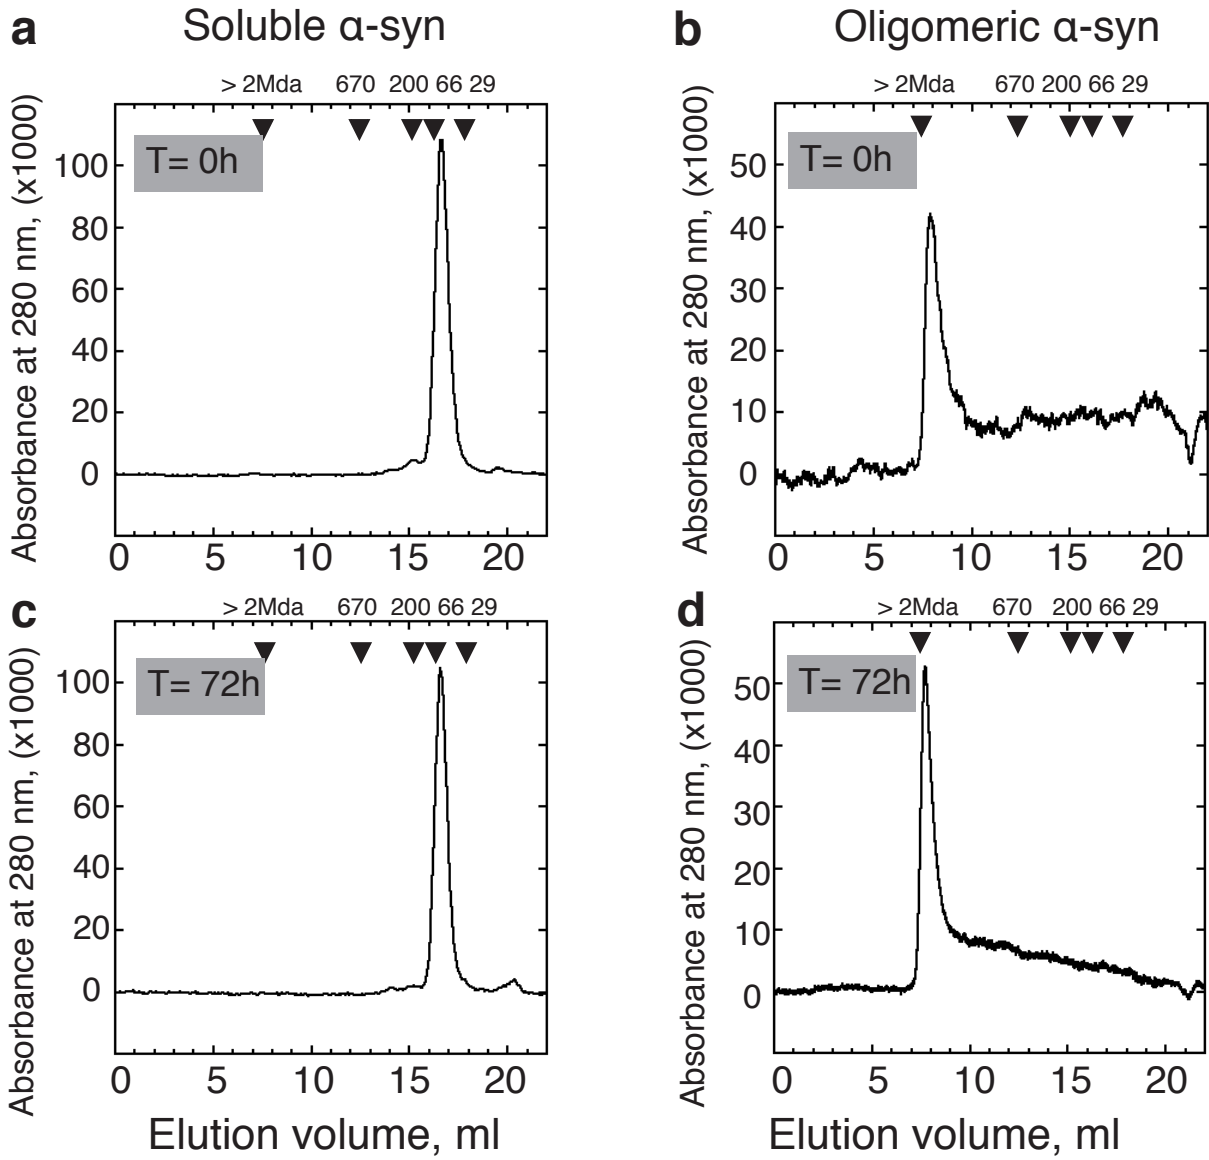 a Soluble α-syn
> 2Mda 670 200 66 29
T= 0h
Absorbance at 280 nm, (x1000)
100
80
60
40
20
0
0 5 10 15 20
b Oligomeric α-syn
> 2Mda 670 200 66 29
T= 0h
Absorbance at 280 nm, (x1000)
50
40
30
20
10
0
0 5 10 15 20
c
> 2Mda 670 200 66 29
T= 72h
Absorbance at 280 nm, (x1000)
100
80
60
40
20
0
0 5 10 15 20
Elution volume, ml
d
> 2Mda 670 200 66 29
T= 72h
Absorbance at 280 nm, (x1000)
50
40
30
20
10
0
0 5 10 15 20
Elution volume, ml